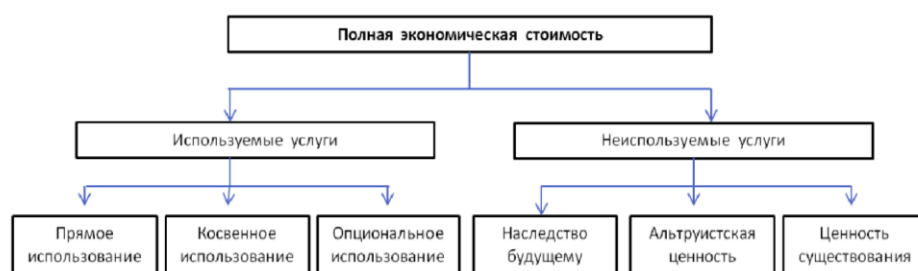 Полная экономическая стоимость
Используемые услуги
Неиспользуемые услуги
Прямое
использование
Косвенное
использование
Опциональное
использование
Наследство
будущему
Альтруистская
ценность
Ценность
существования